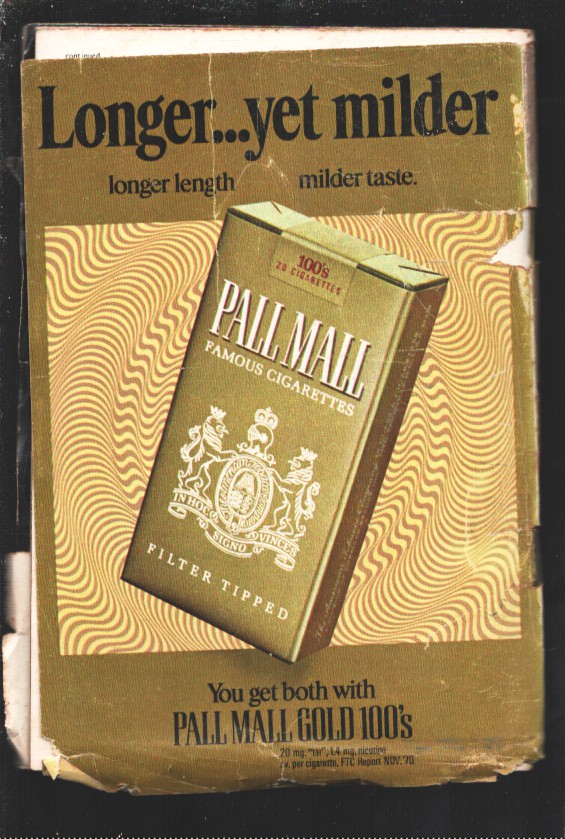 continued
Longer...yet milder
longer length milder taste.
100's
20 CIGARETTES
PALL MALL
FAMOUS CIGARETTES
IN HOC SIGNO VINCES
FILTER TIPPED
You get both with
PALL MALL GOLD 100's
20 mg. "tar", 1.4 mg. nicotine
av. per cigarette, FTC Report NOV. '70